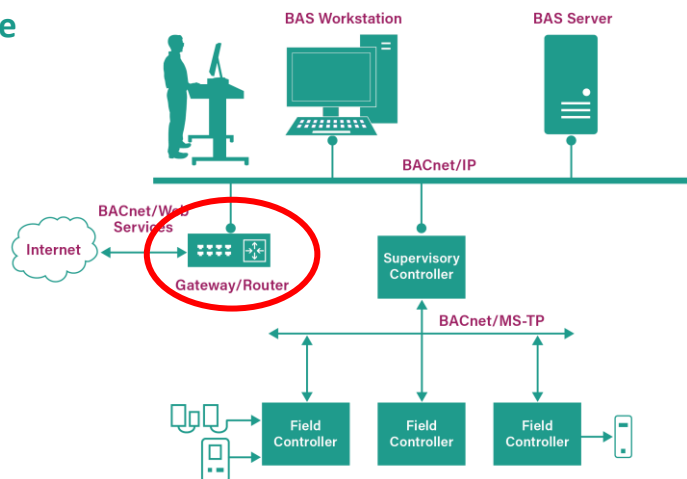 e
BAS Workstation
BAS Server
BACnet/IP
BACnet/Web
Services
Internet
Gateway/Router
Supervisory
Controller
BACnet/MS-TP
Field
Controller
Field
Controller
Field
Controller